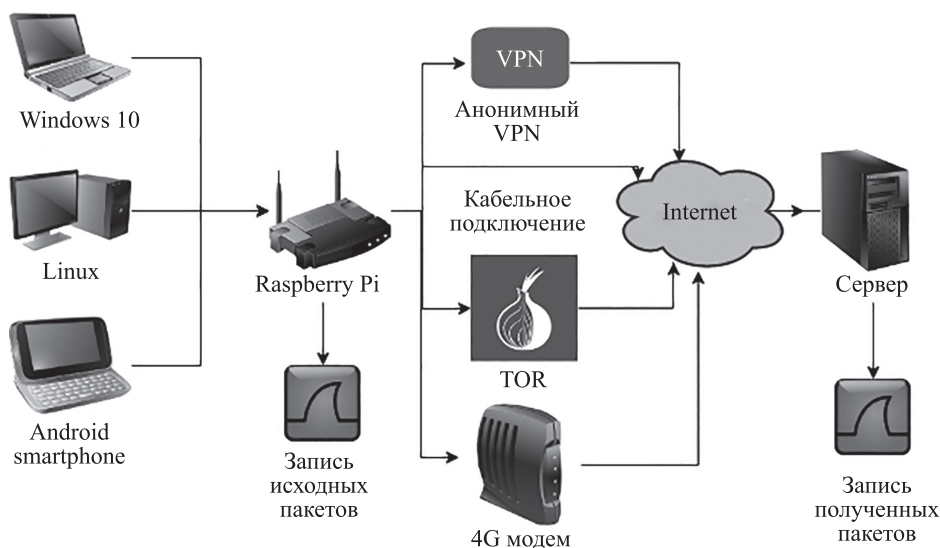 Windows 10
Linux
Android
smartphone
Raspberry Pi
Запись
исходных
пакетов
VPN
Анонимный
VPN
Кабельное
подключение
TOR
4G модем
Internet
Сервер
Запись
полученных
пакетов